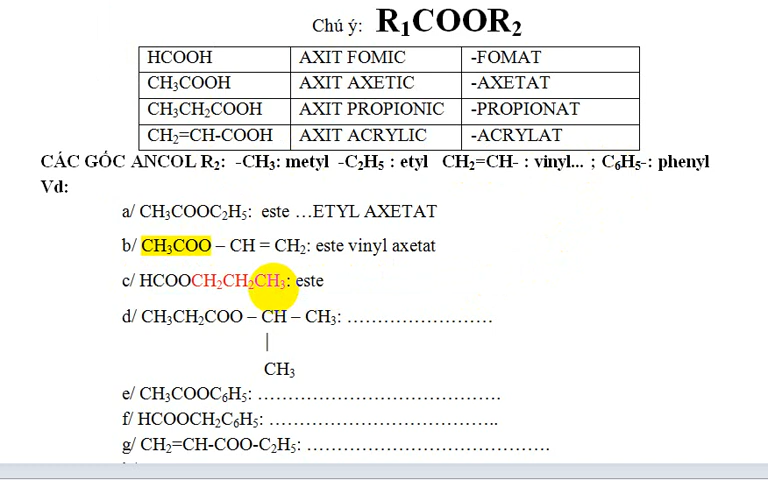 Chú ý: R₁COOR₂
HCOOH AXIT FOMIC -FOMAT
CH₃COOH AXIT AXETIC -AXETAT
CH₃CH₂COOH AXIT PROPIONIC -PROPIONAT
CH₂=CH-COOH AXIT ACRYLIC -ACRYLAT
CÁC GỐC ANCOL R₂: -CH₃: metyl -C₂H₅ : etyl CH₂=CH- : vinyl... ; C₆H₅-: phenyl
Vd:
a/ CH₃COOC₂H₅: este …ETYL AXETAT
b/ CH₃COO – CH = CH₂: este vinyl axetat
c/ HCOOCH₂CH₂CH₃: este
d/ CH₃CH₂COO – CH – CH₃: ……………………
|
CH₃
e/ CH₃COOC₆H₅: ………………………………….
f/ HCOOCH₂C₆H₅: ………………………………..
g/ CH₂=CH-COO-C₂H₅: ………………………………….